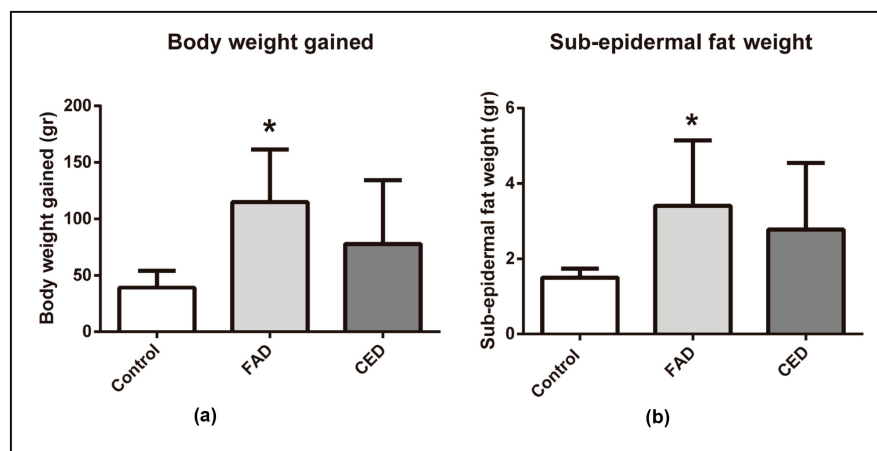 Body weight gained
Body weight gained (gr)
200
150
100
50
0
*
Control
FAD
CED
(a)
Sub-epidermal fat weight
Sub-epidermal fat weight (gr)
6
4
2
0
*
Control
FAD
CED
(b)